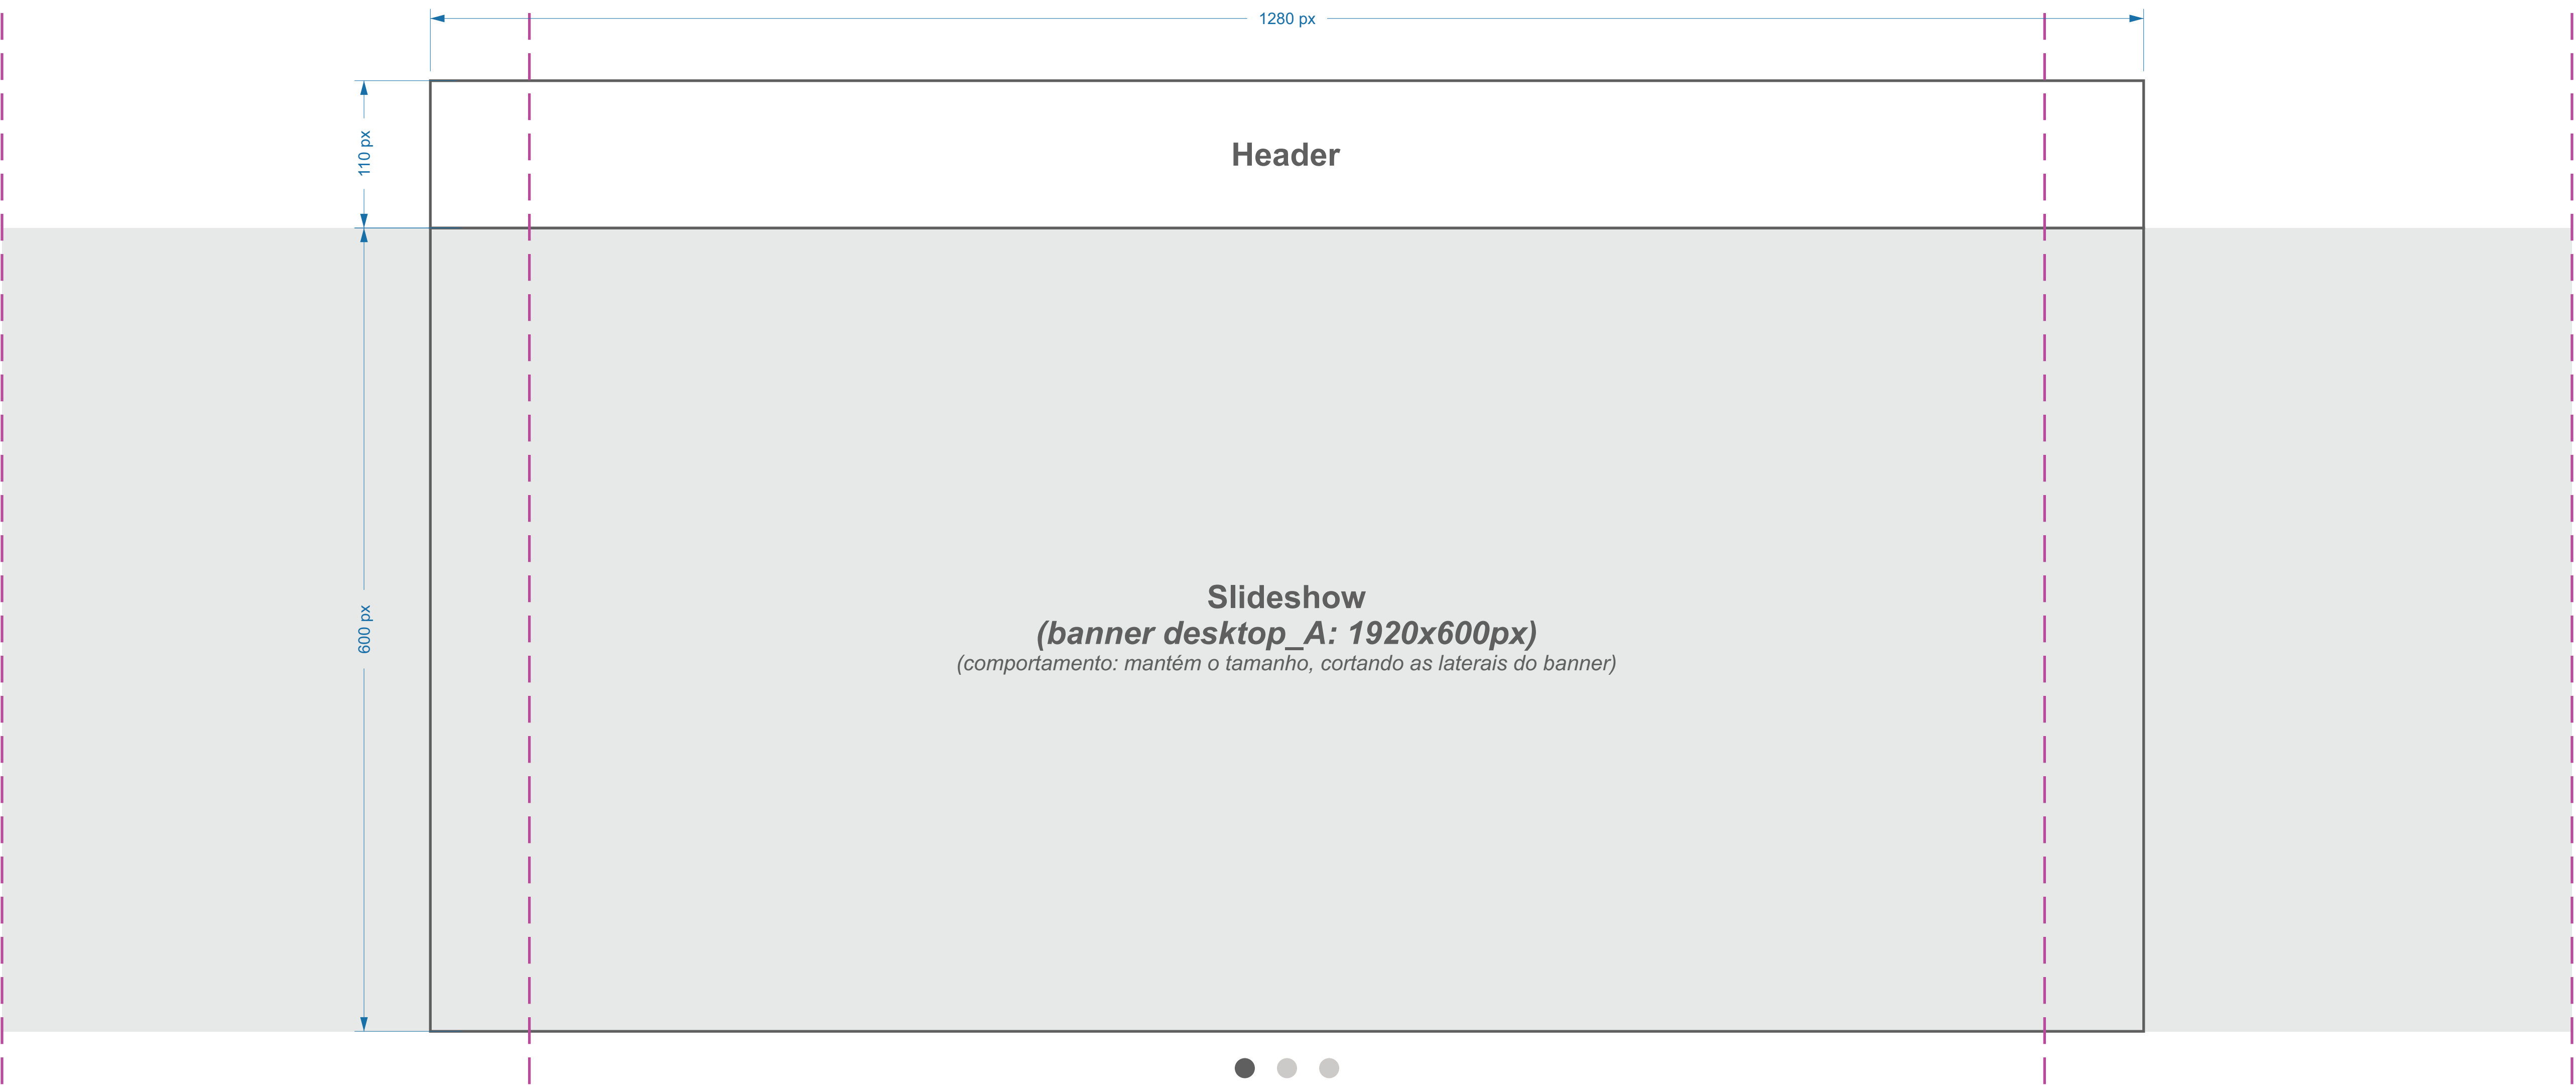 1280 px
110 px
Header
600 px
Slideshow
(banner desktop_A: 1920x600px)
(comportamento: mantém o tamanho, cortando as laterais do banner)